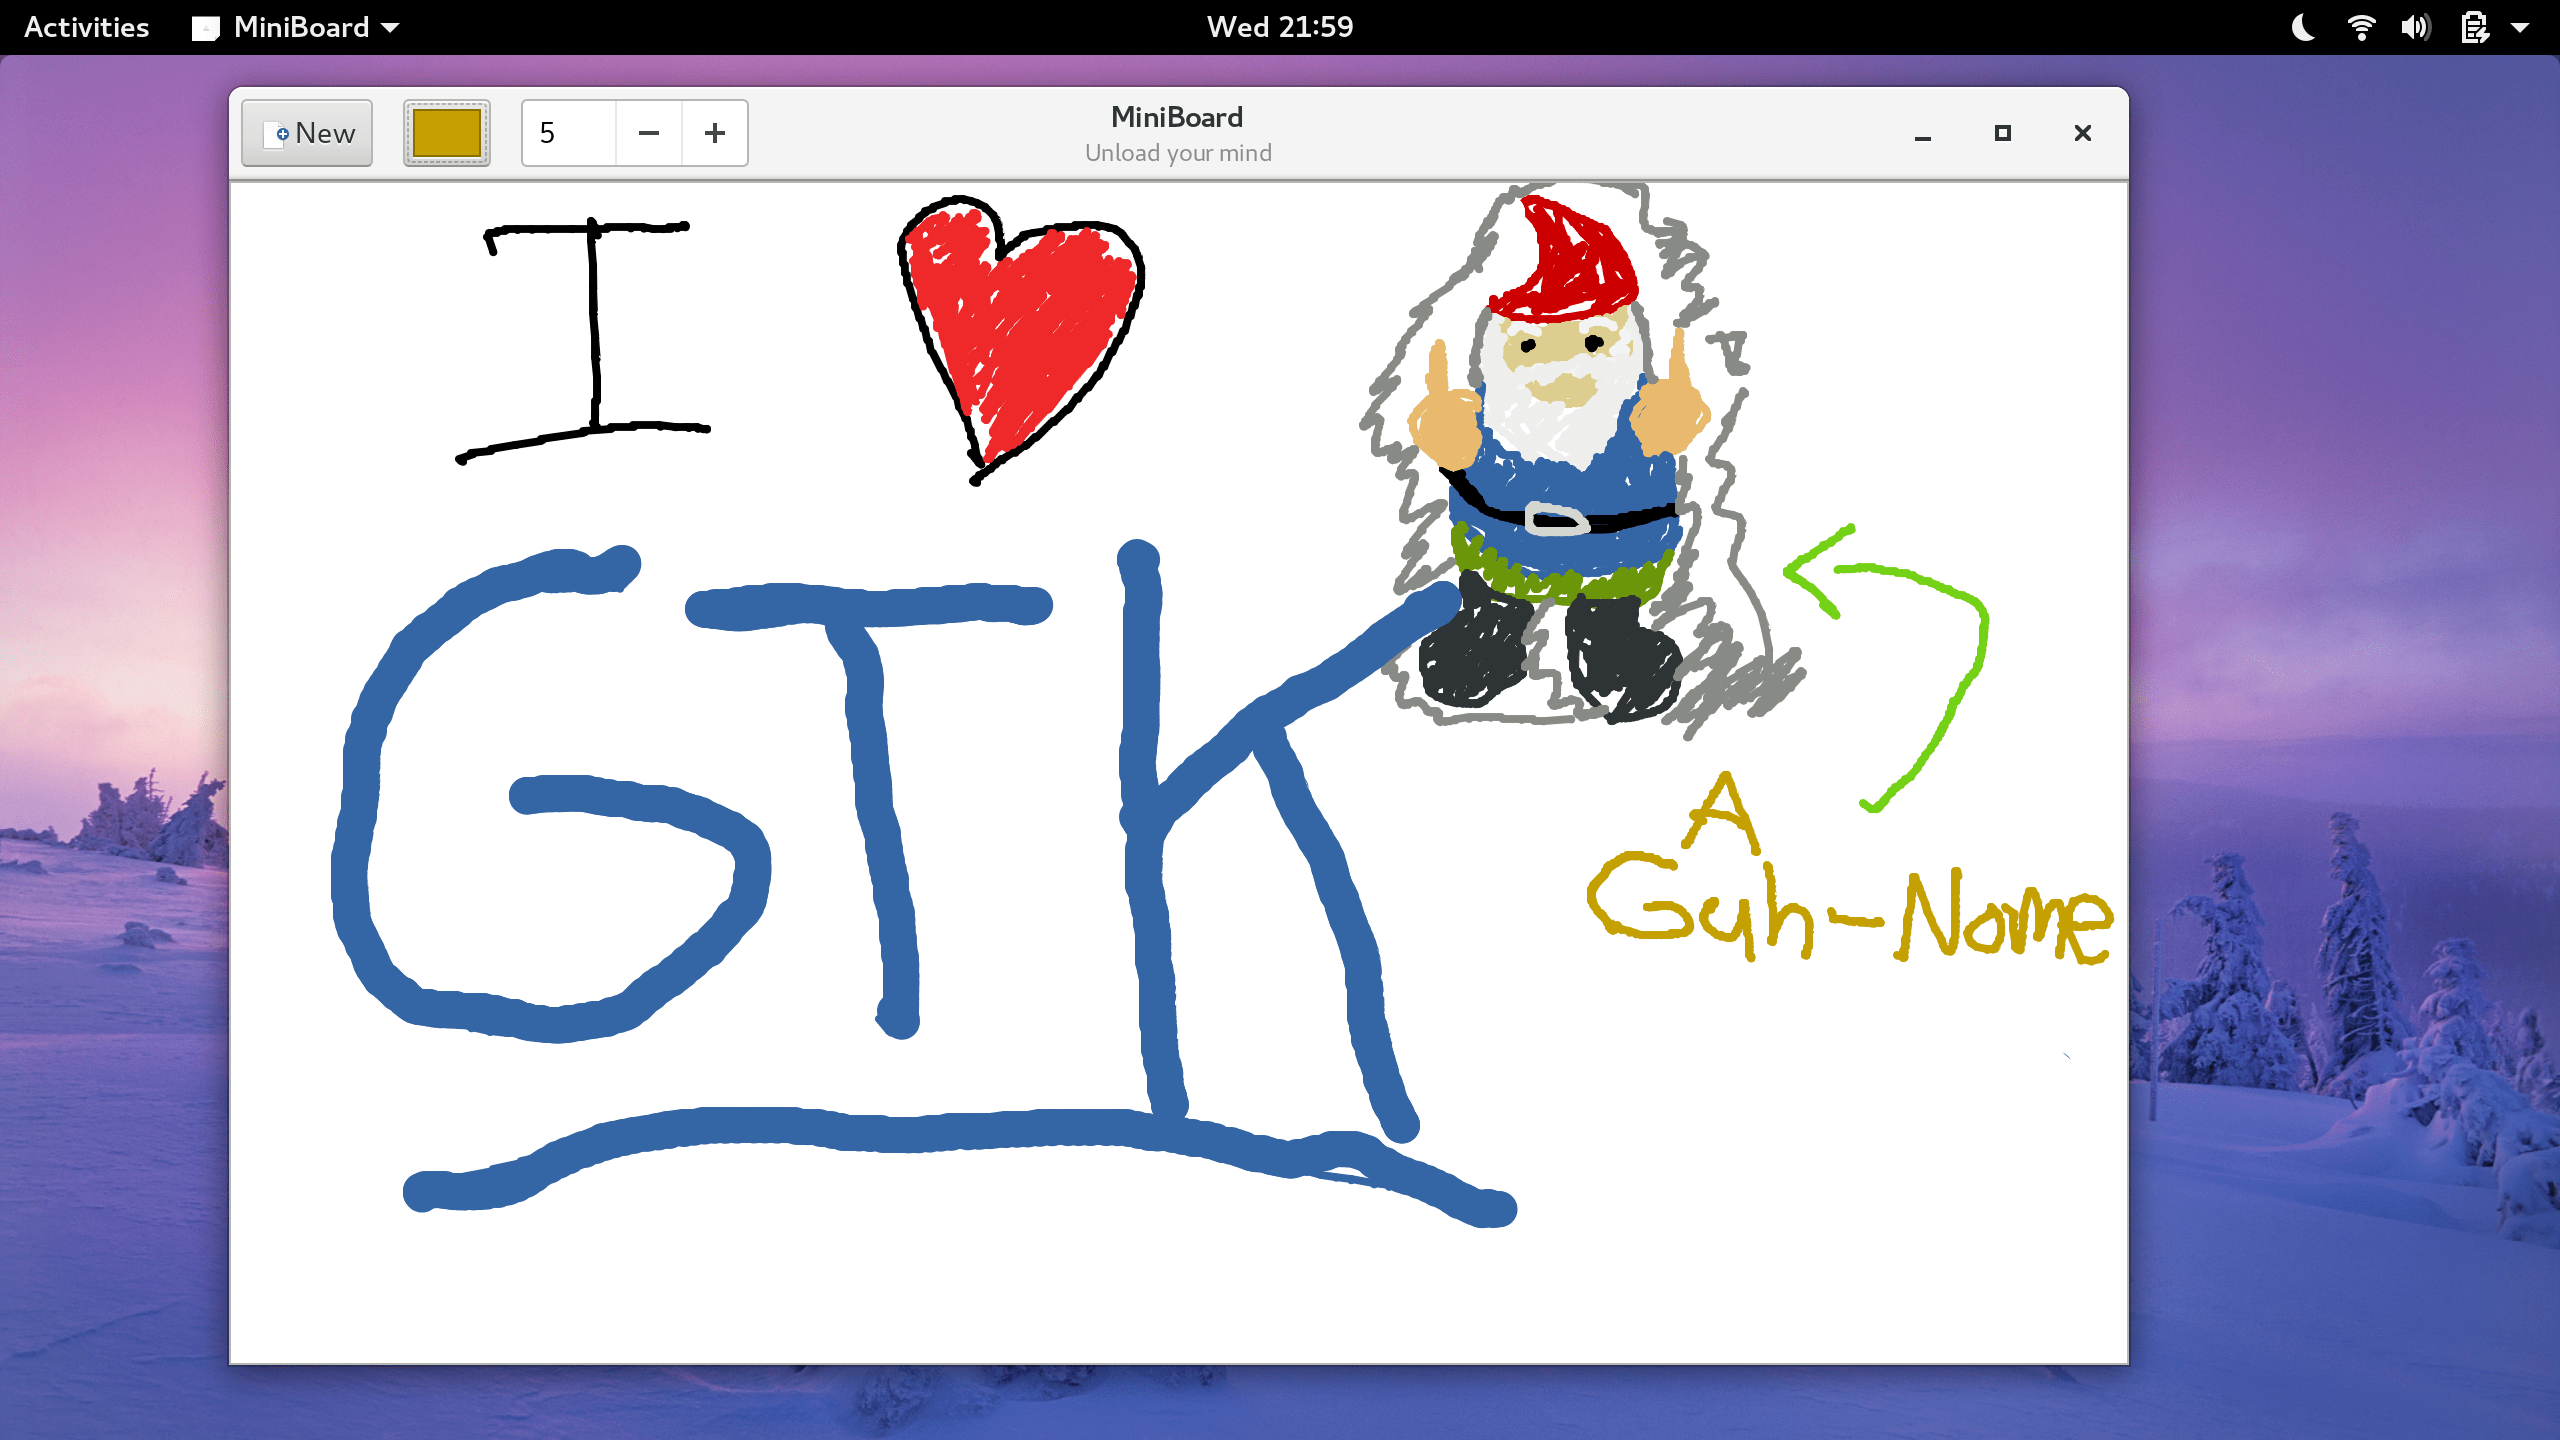 Activities MiniBoard Wed 21:59
New 5 − + MiniBoard
Unload your mind
I
GTK
A
Guh-Nome